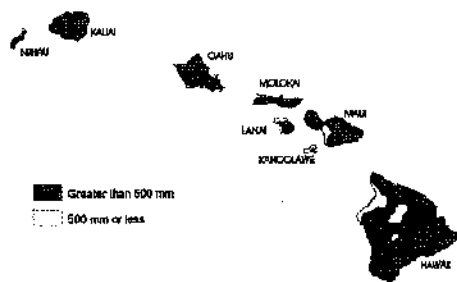 KAUAI
NIIHAU
OAHU
MOLOKAI
MAUI
LANAI
KAHOOLAWE
Greater than 500 mm
500 mm or less
HAWAII